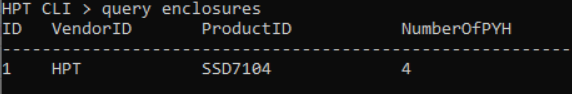 HPT CLI > query enclosures
ID VendorID ProductID NumberOfPYH
-------------------------------------------------------------
1 HPT SSD7104 4